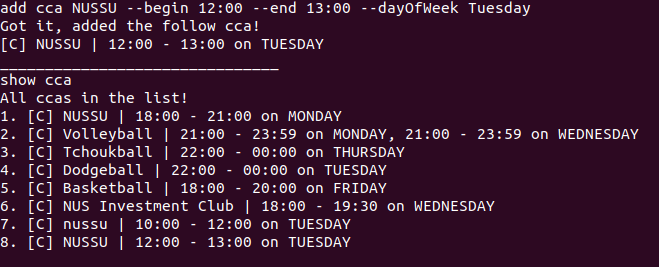 add cca NUSSU --begin 12:00 --end 13:00 --dayOfWeek Tuesday
Got it, added the follow cca!
[C] NUSSU | 12:00 - 13:00 on TUESDAY
_______________________________
show cca
All ccas in the list!
1. [C] NUSSU | 18:00 - 21:00 on MONDAY
2. [C] Volleyball | 21:00 - 23:59 on MONDAY, 21:00 - 23:59 on WEDNESDAY
3. [C] Tchoukball | 22:00 - 00:00 on THURSDAY
4. [C] Dodgeball | 22:00 - 00:00 on TUESDAY
5. [C] Basketball | 18:00 - 20:00 on FRIDAY
6. [C] NUS Investment Club | 18:00 - 19:30 on WEDNESDAY
7. [C] nussu | 10:00 - 12:00 on TUESDAY
8. [C] NUSSU | 12:00 - 13:00 on TUESDAY